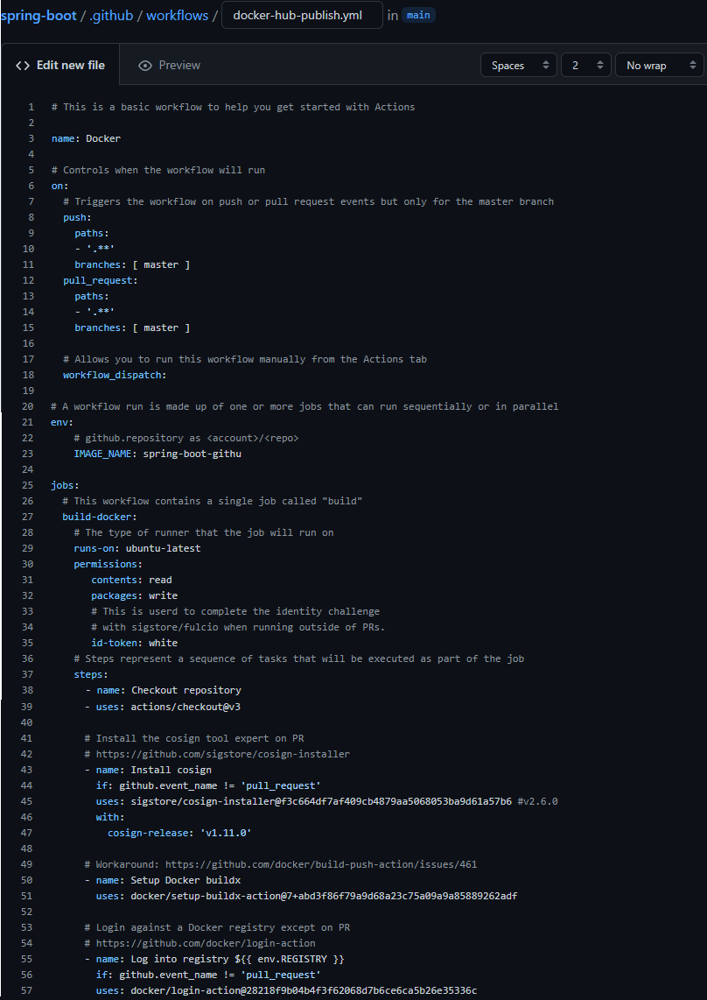 spring-boot / .github / workflows / docker-hub-publish.yml in main
<> Edit new file Preview Spaces 2 No wrap
1 # This is a basic workflow to help you get started with Actions
2
3 name: Docker
4
5 # Controls when the workflow will run
6 on:
7 # Triggers the workflow on push or pull request events but only for the master branch
8 push:
9 paths:
10 - '.**'
11 branches: [ master ]
12 pull_request:
13 paths:
14 - '.**'
15 branches: [ master ]
16
17 # Allows you to run this workflow manually from the Actions tab
18 workflow_dispatch:
19
20 # A workflow run is made up of one or more jobs that can run sequentially or in parallel
21 env:
22 # github.repository as <account>/<repo>
23 IMAGE_NAME: spring-boot-githu
24
25 jobs:
26 # This workflow contains a single job called "build"
27 build-docker:
28 # The type of runner that the job will run on
29 runs-on: ubuntu-latest
30 permissions:
31 contents: read
32 packages: write
33 # This is userd to complete the identity challenge
34 # with sigstore/fulcio when running outside of PRs.
35 id-token: white
36 # Steps represent a sequence of tasks that will be executed as part of the job
37 steps:
38 - name: Checkout repository
39 - uses: actions/checkout@v3
40
41 # Install the cosign tool expert on PR
42 # https://github.com/sigstore/cosign-installer
43 - name: Install cosign
44 if: github.event_name != 'pull_request'
45 uses: sigstore/cosign-installer@f3c664df7af409cb4879aa5068053ba9d61a57b6 #v2.6.0
46 with:
47 cosign-release: 'v1.11.0'
48
49 # Workaround: https://github.com/docker/build-push-action/issues/461
50 - name: Setup Docker buildx
51 uses: docker/setup-buildx-action@7+abd3f86f79a9d68a23c75a09a9a85889262adf
52
53 # Login against a Docker registry except on PR
54 # https://github.com/docker/login-action
55 - name: Log into registry ${{ env.REGISTRY }}
56 if: github.event_name != 'pull_request'
57 uses: docker/login-action@28218f9b04b4f3f62068d7b6ce6ca5b26e35336c